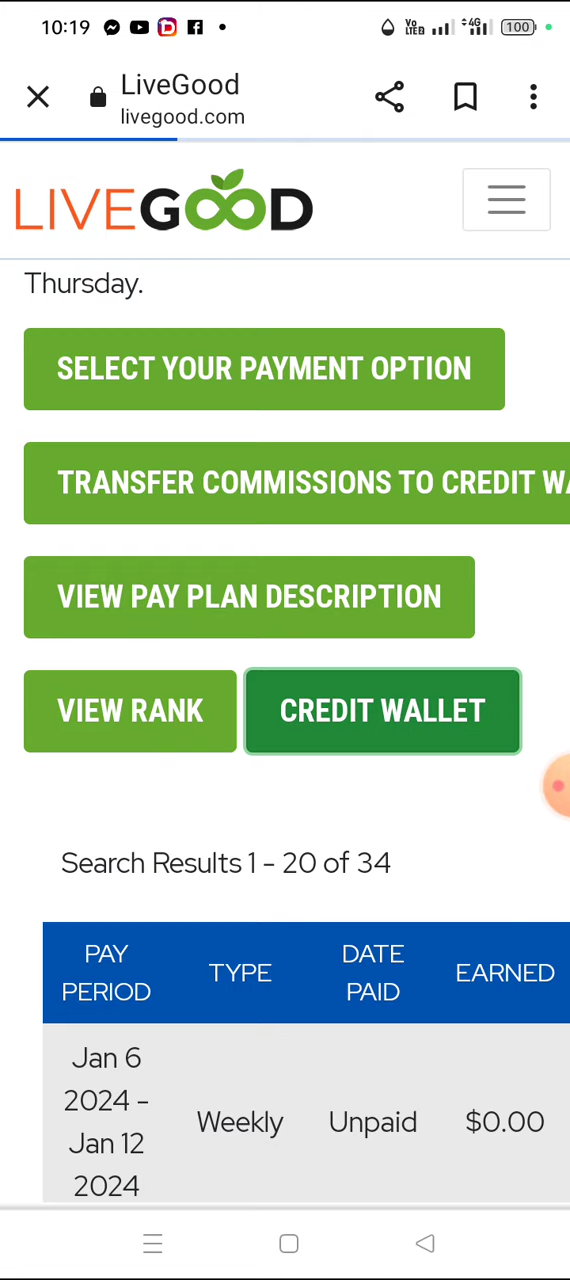 10:19 VoLTE2 4G 100
LiveGood
livegood.com
LIVEGOOD
Thursday.
SELECT YOUR PAYMENT OPTION
TRANSFER COMMISSIONS TO CREDIT WA
VIEW PAY PLAN DESCRIPTION
VIEW RANK CREDIT WALLET
Search Results 1 - 20 of 34
PAY PERIOD TYPE DATE PAID EARNED
Jan 6
2024 -
Jan 12
2024
Weekly Unpaid $0.00